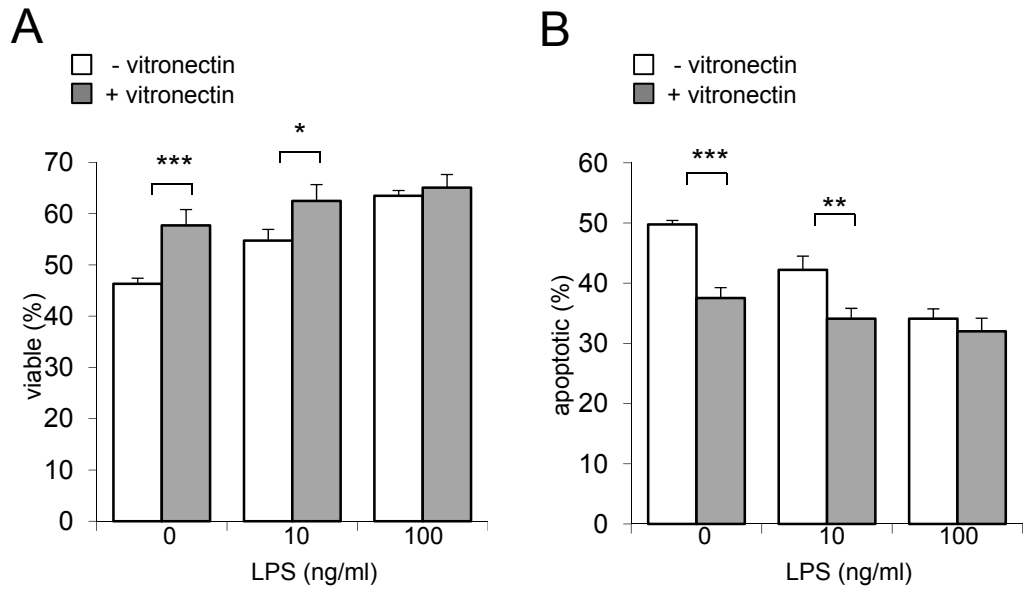 A
- vitronectin
+ vitronectin
***
*
viable (%)
70
60
50
40
30
20
10
0
0 10 100
LPS (ng/ml)
B
- vitronectin
+ vitronectin
***
**
apoptotic (%)
60
50
40
30
20
10
0
0 10 100
LPS (ng/ml)